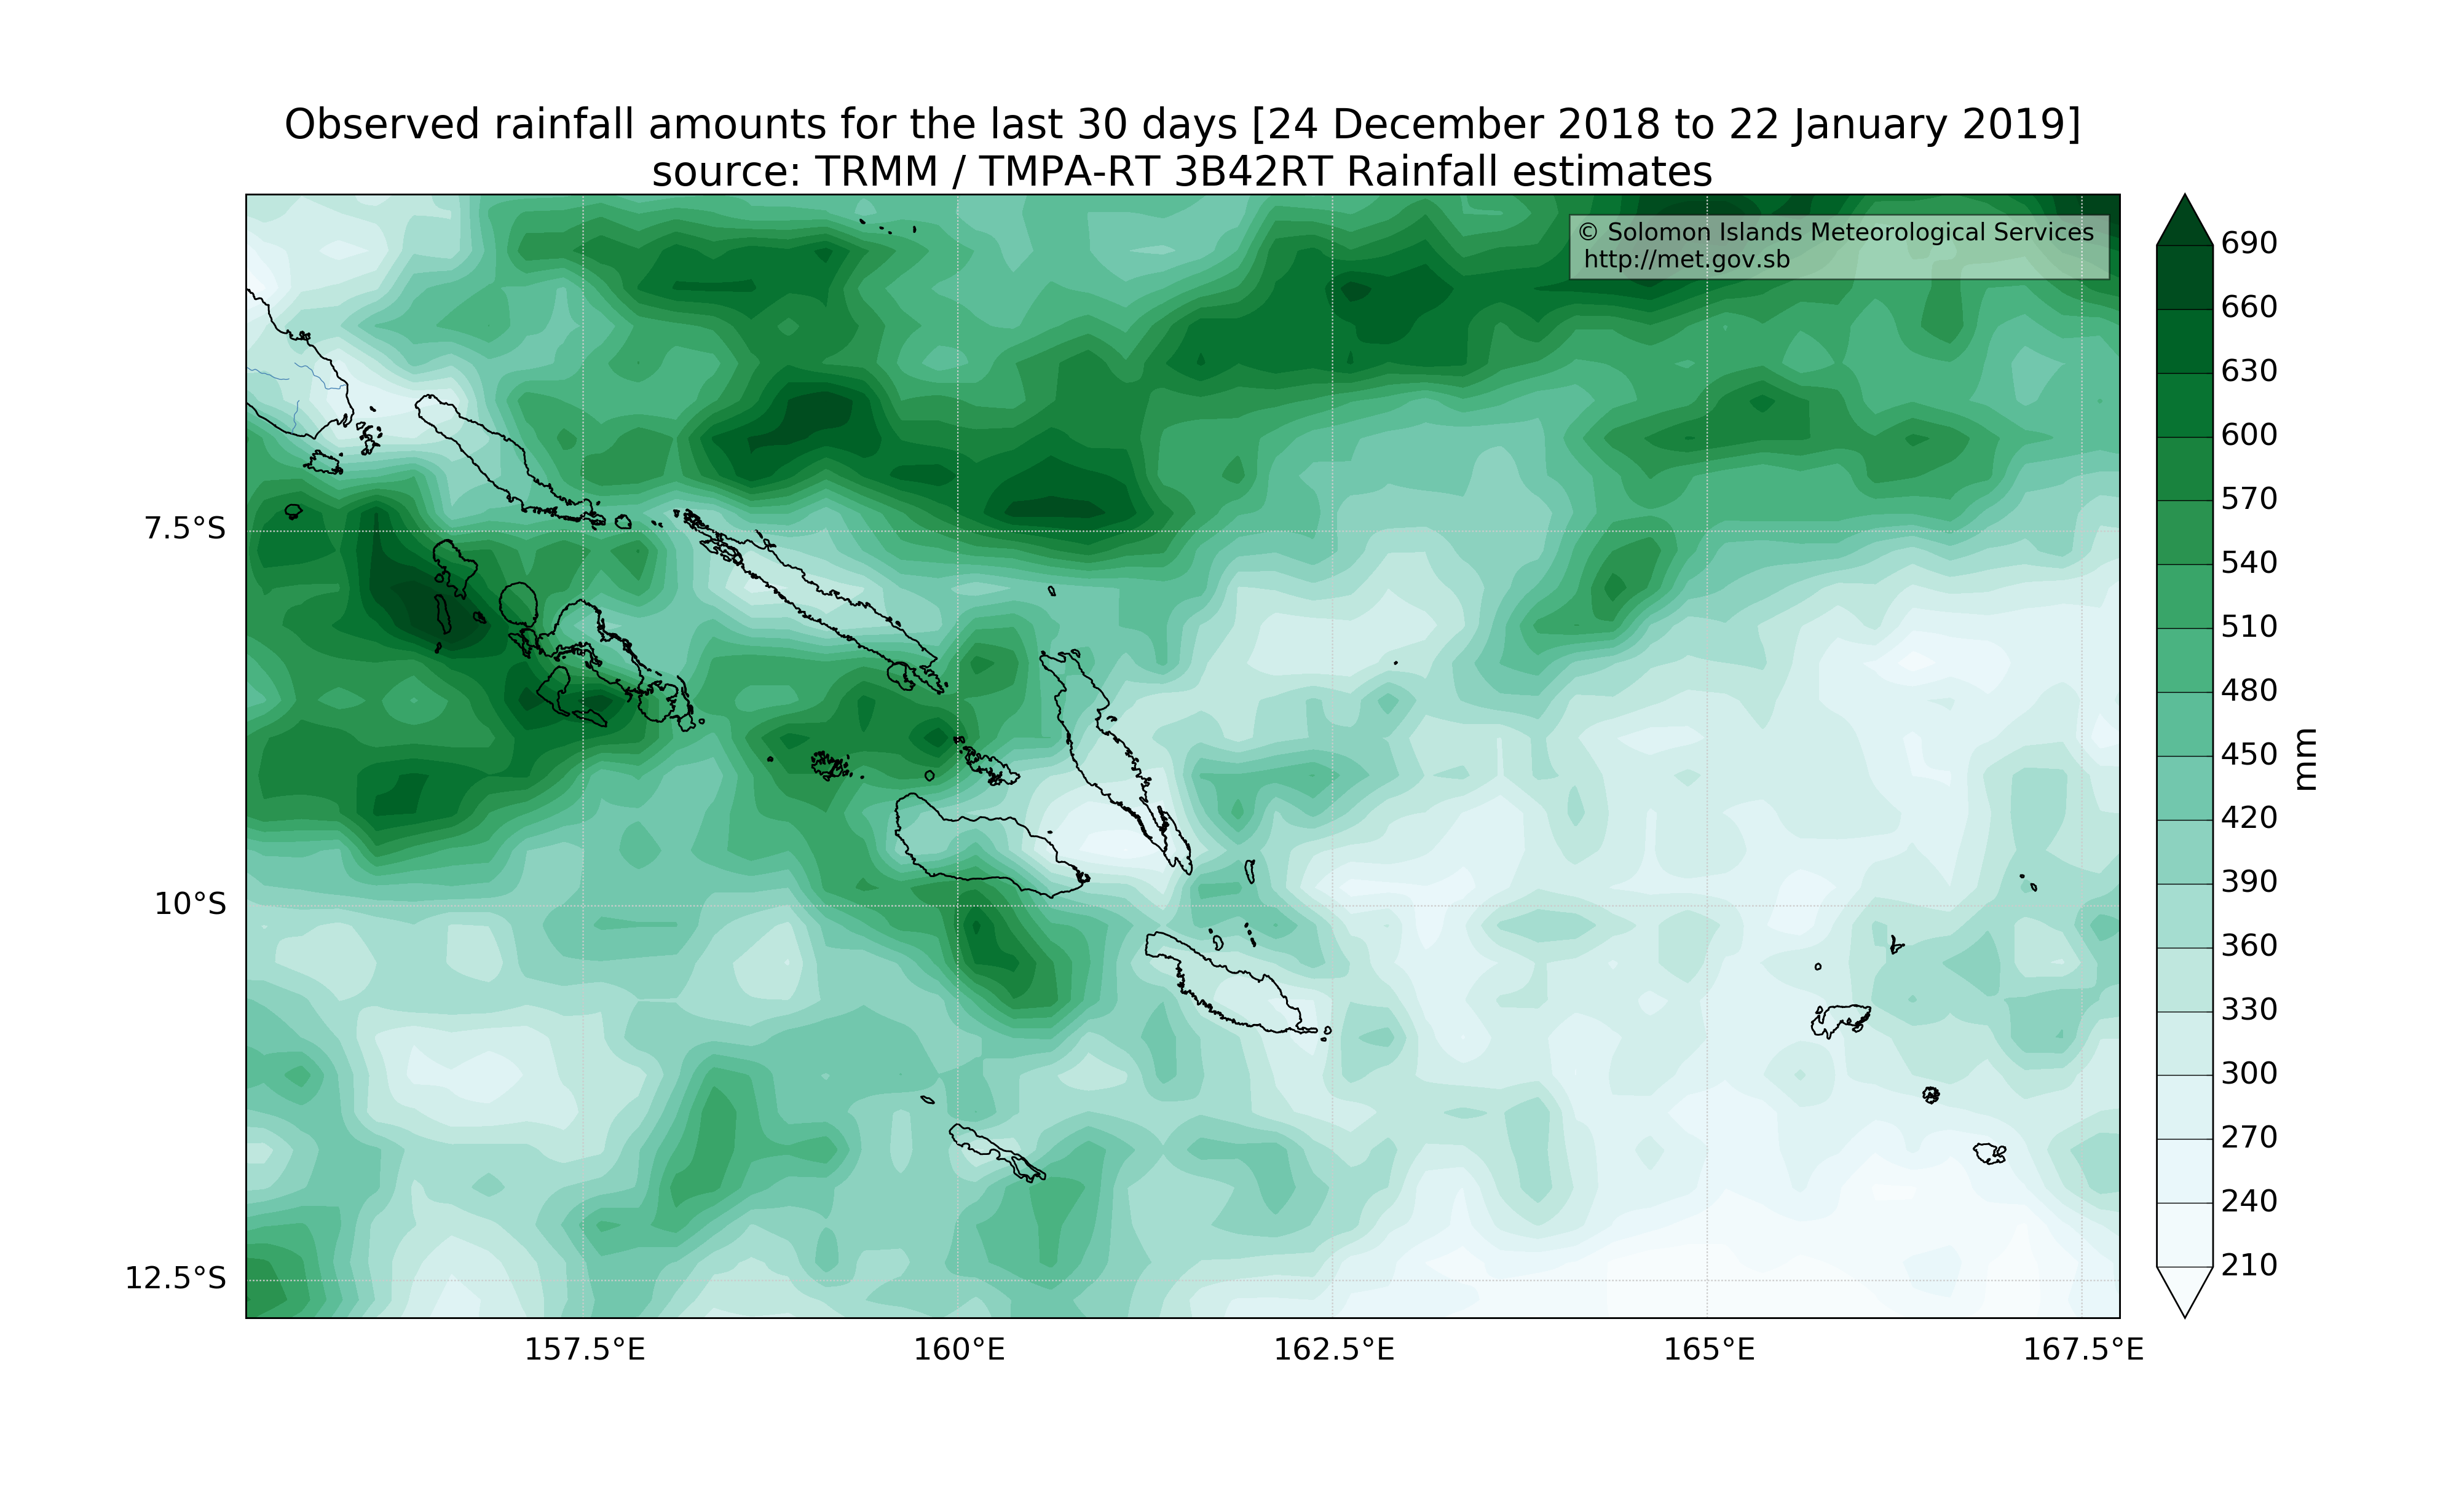 Observed rainfall amounts for the last 30 days [24 December 2018 to 22 January 2019]
source: TRMM / TMPA-RT 3B42RT Rainfall estimates
© Solomon Islands Meteorological Services
http://met.gov.sb
7.5°S
10°S
12.5°S
157.5°E
160°E
162.5°E
165°E
167.5°E
690
660
630
600
570
540
510
480
450
420
390
360
330
300
270
240
210
mm